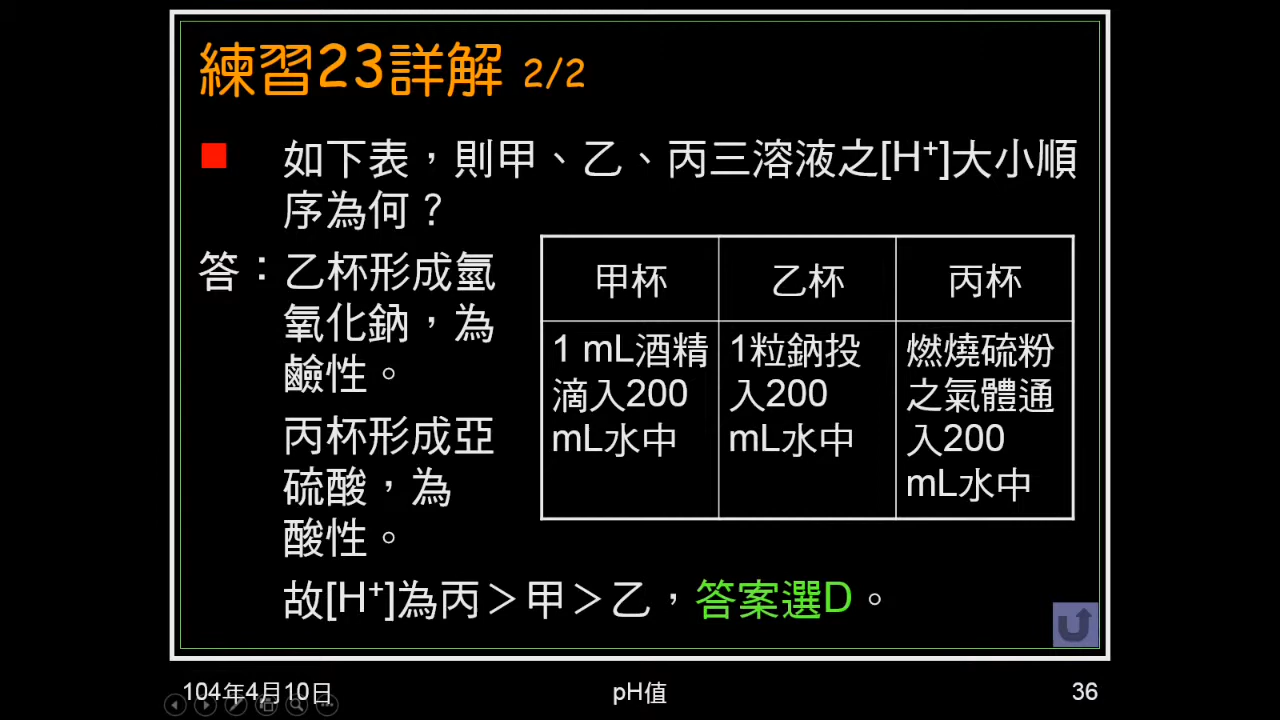 練習23詳解 2/2
如下表，則甲、乙、丙三溶液之[H⁺]大小順
序為何？
答：乙杯形成氫
氧化鈉，為
鹼性。
丙杯形成亞
硫酸，為
酸性。
甲杯
乙杯
丙杯
1 mL酒精
滴入200
mL水中
1粒鈉投
入200
mL水中
燃燒硫粉
之氣體通
入200
mL水中
故[H⁺]為丙＞甲＞乙，答案選D。
104年4月10日
pH值
36